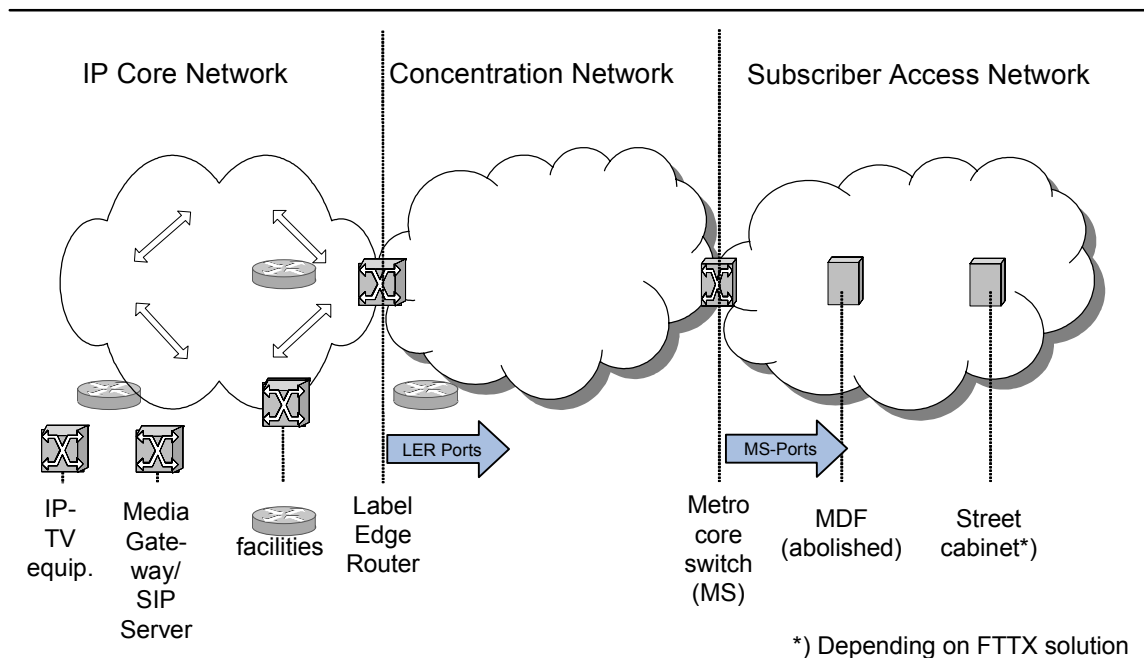 IP Core Network
Concentration Network
Subscriber Access Network
LER Ports
MS-Ports
IP-
TV
equip.
Media
Gate-
way/
SIP
Server
facilities
Label
Edge
Router
Metro
core
switch
(MS)
MDF
(abolished)
Street
cabinet*)
*) Depending on FTTX solution